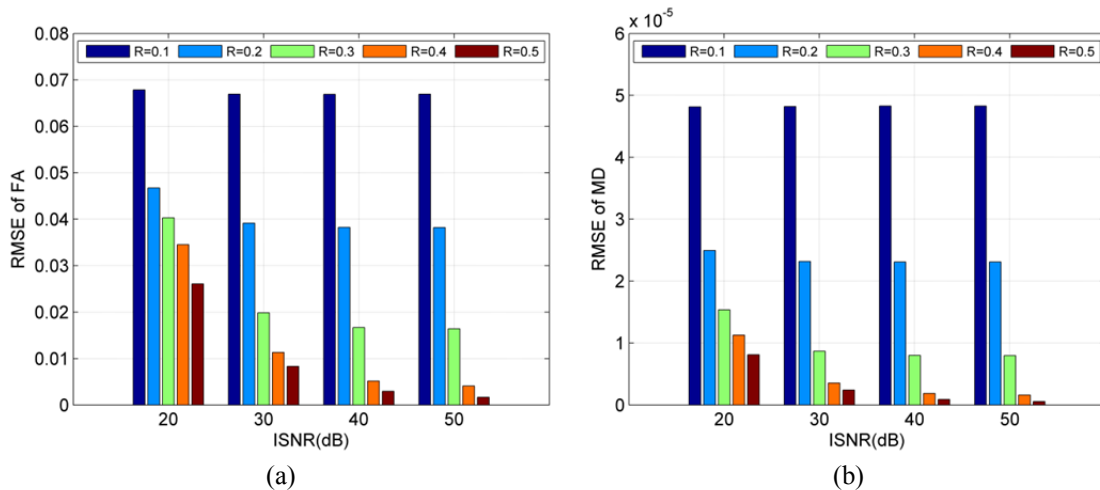 0.08
R=0.1 R=0.2 R=0.3 R=0.4 R=0.5
0.07
0.06
0.05
0.04
0.03
0.02
0.01
0
RMSE of FA
20 30 40 50
ISNR(dB)
(a)
x 10-5
6
R=0.1 R=0.2 R=0.3 R=0.4 R=0.5
5
4
3
2
1
0
RMSE of MD
20 30 40 50
ISNR(dB)
(b)